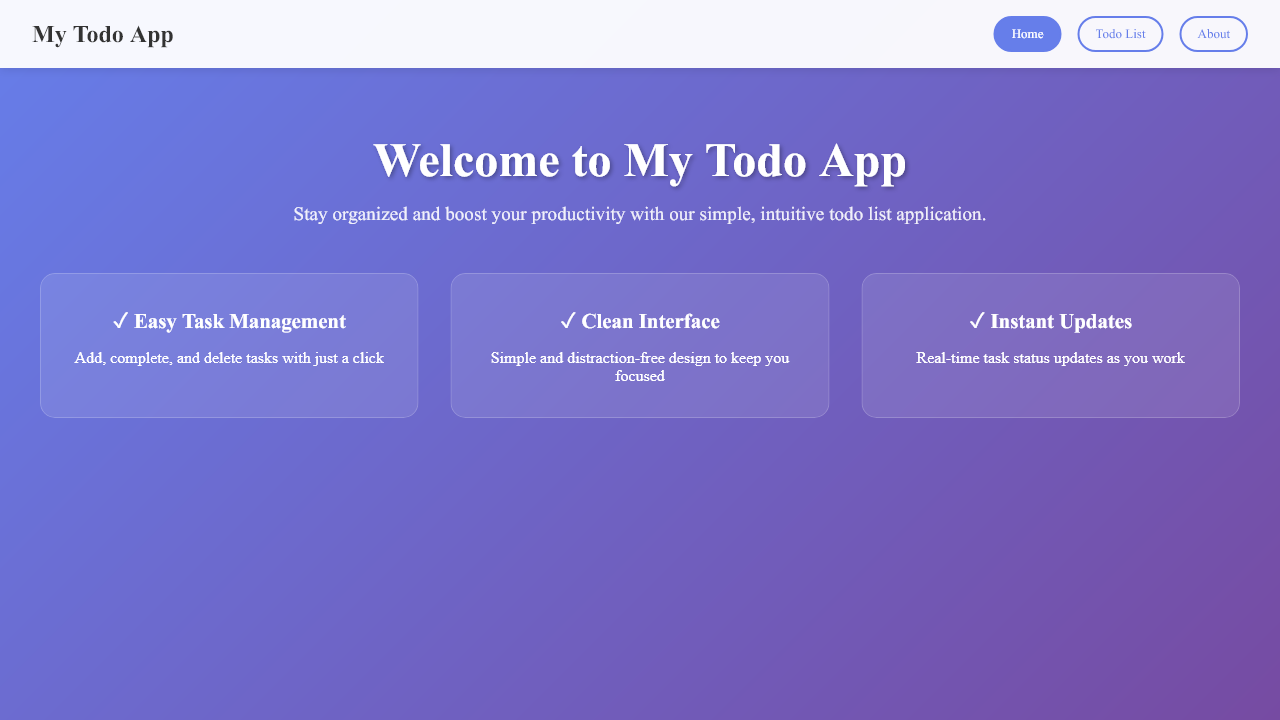 My Todo App
Home
Todo List
About
Welcome to My Todo App
Stay organized and boost your productivity with our simple, intuitive todo list application.
✓ Easy Task Management
Add, complete, and delete tasks with just a click
✓ Clean Interface
Simple and distraction-free design to keep you
focused
✓ Instant Updates
Real-time task status updates as you work